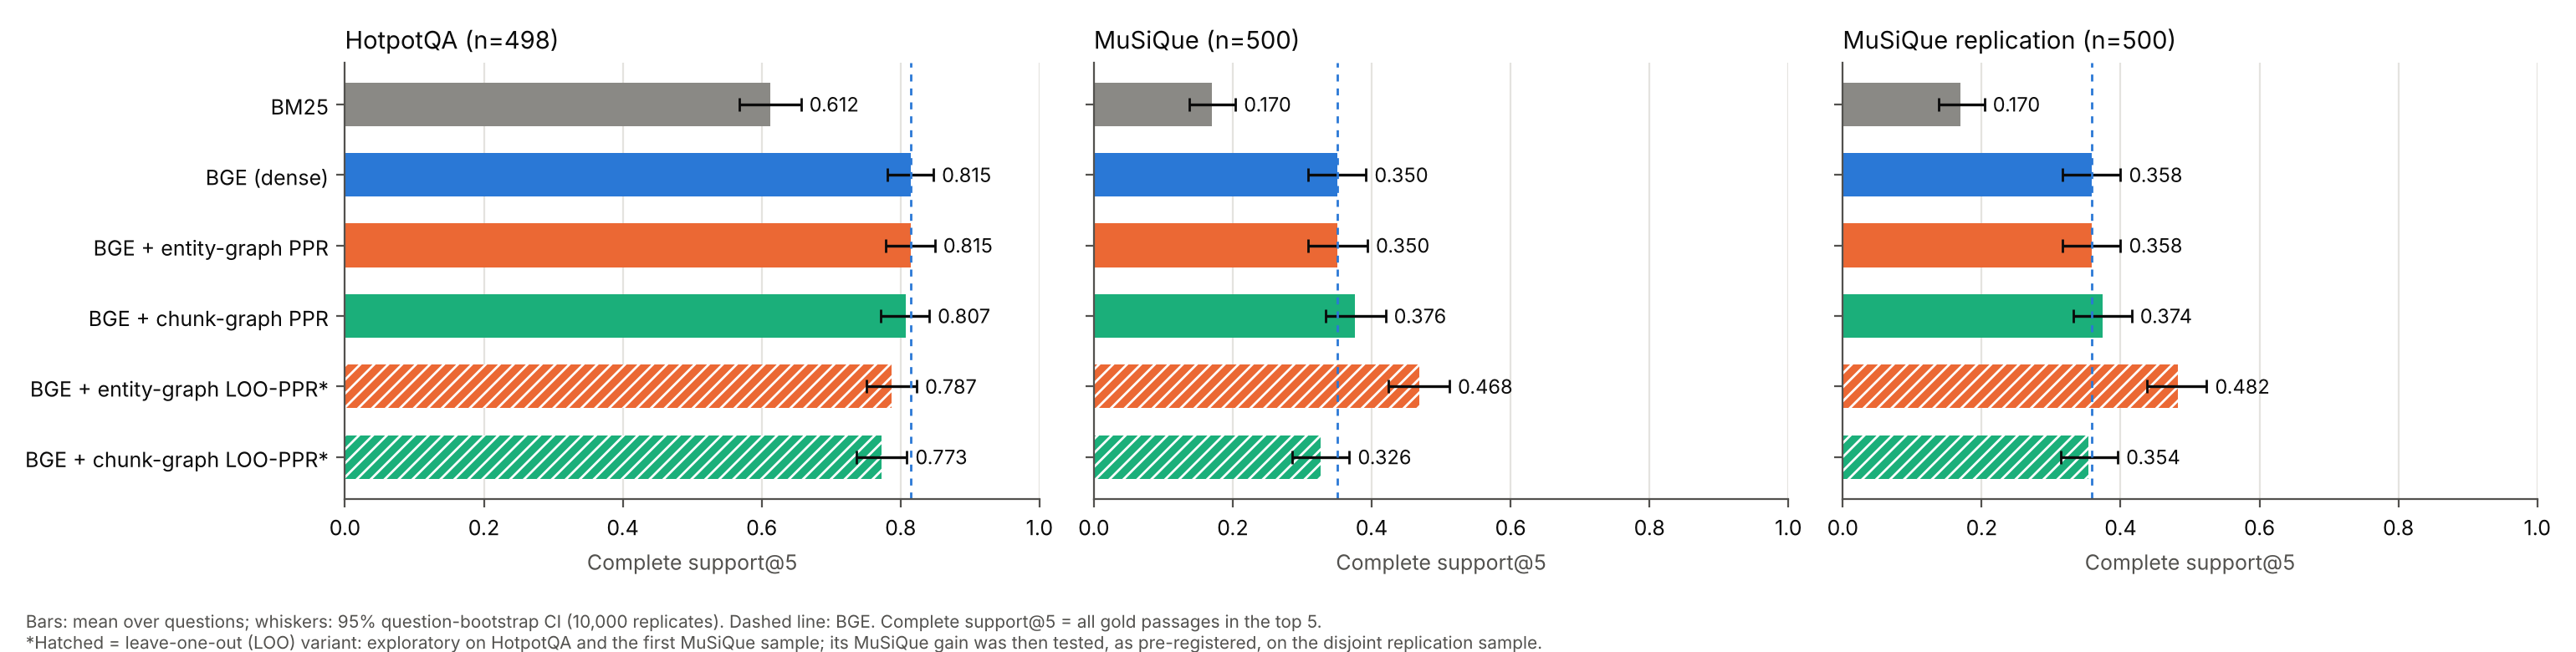 HotpotQA (n=498)
MuSiQue (n=500)
MuSiQue replication (n=500)
BM25
0.612
0.170
0.170
BGE (dense)
0.815
0.350
0.358
BGE + entity-graph PPR
0.815
0.350
0.358
BGE + chunk-graph PPR
0.807
0.376
0.374
BGE + entity-graph LOO-PPR*
0.787
0.468
0.482
BGE + chunk-graph LOO-PPR*
0.773
0.326
0.354
0.0 0.2 0.4 0.6 0.8 1.0
0.0 0.2 0.4 0.6 0.8 1.0
0.0 0.2 0.4 0.6 0.8 1.0
Complete support@5
Complete support@5
Complete support@5
Bars: mean over questions; whiskers: 95% question-bootstrap CI (10,000 replicates). Dashed line: BGE. Complete support@5 = all gold passages in the top 5.
*Hatched = leave-one-out (LOO) variant: exploratory on HotpotQA and the first MuSiQue sample; its MuSiQue gain was then tested, as pre-registered, on the disjoint replication sample.